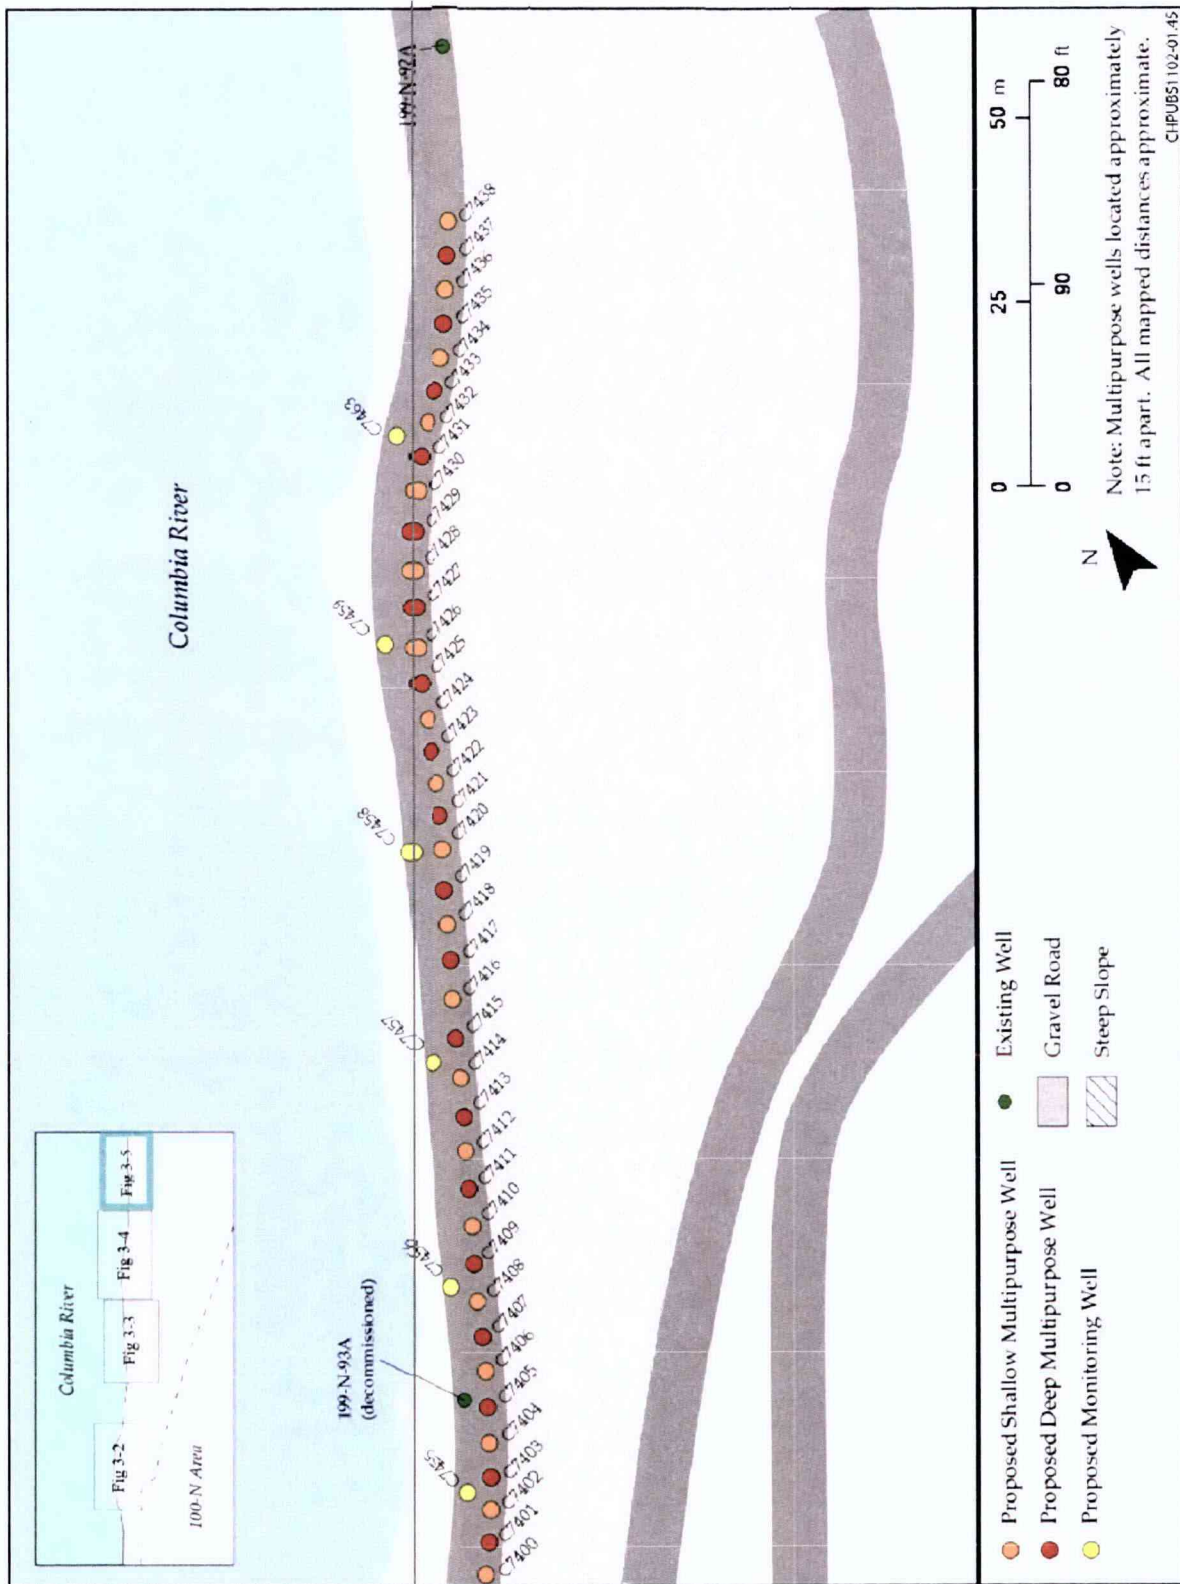 Columbia River
Fig 3-2
Fig 3-3
Fig 3-4
Fig 3-5
100-N Area
Columbia River
199-N-93A
(decommissioned)
199-N-92A
C7455
C7456
C7457
C7458
C7459
C7463
C7400
C7401
C7402
C7403
C7404
C7405
C7406
C7407
C7408
C7409
C7410
C7411
C7412
C7413
C7414
C7415
C7416
C7417
C7418
C7419
C7420
C7421
C7422
C7423
C7424
C7425
C7426
C7427
C7428
C7429
C7430
C7431
C7432
C7433
C7434
C7435
C7436
C7437
C7438
Proposed Shallow Multipurpose Well
Proposed Deep Multipurpose Well
Proposed Monitoring Well
Existing Well
Gravel Road
Steep Slope
N
0 25 50 m
0 90 80 ft
Note: Multipurpose wells located approximately
15 ft apart. All mapped distances approximate.
CHPUBS1102-01.45